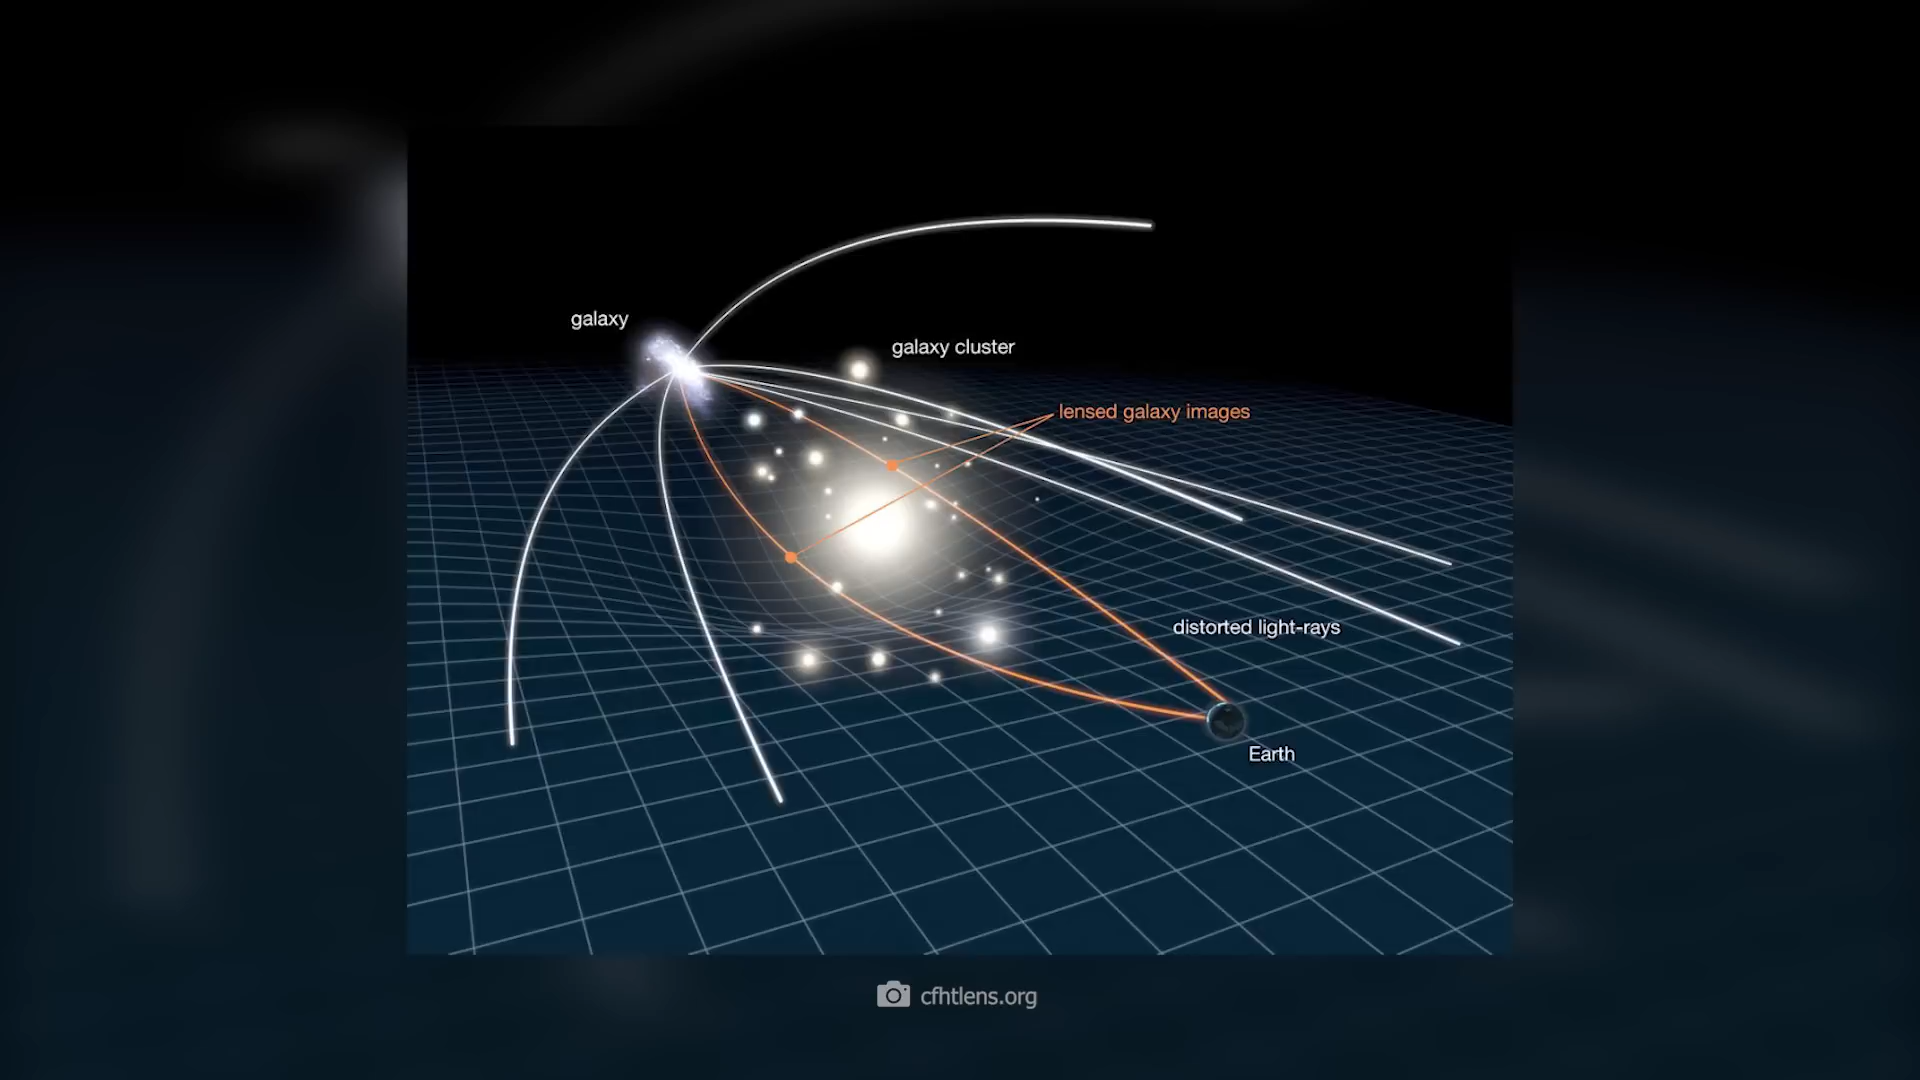 galaxy
galaxy cluster
lensed galaxy images
distorted light-rays
Earth
cfhtlens.org